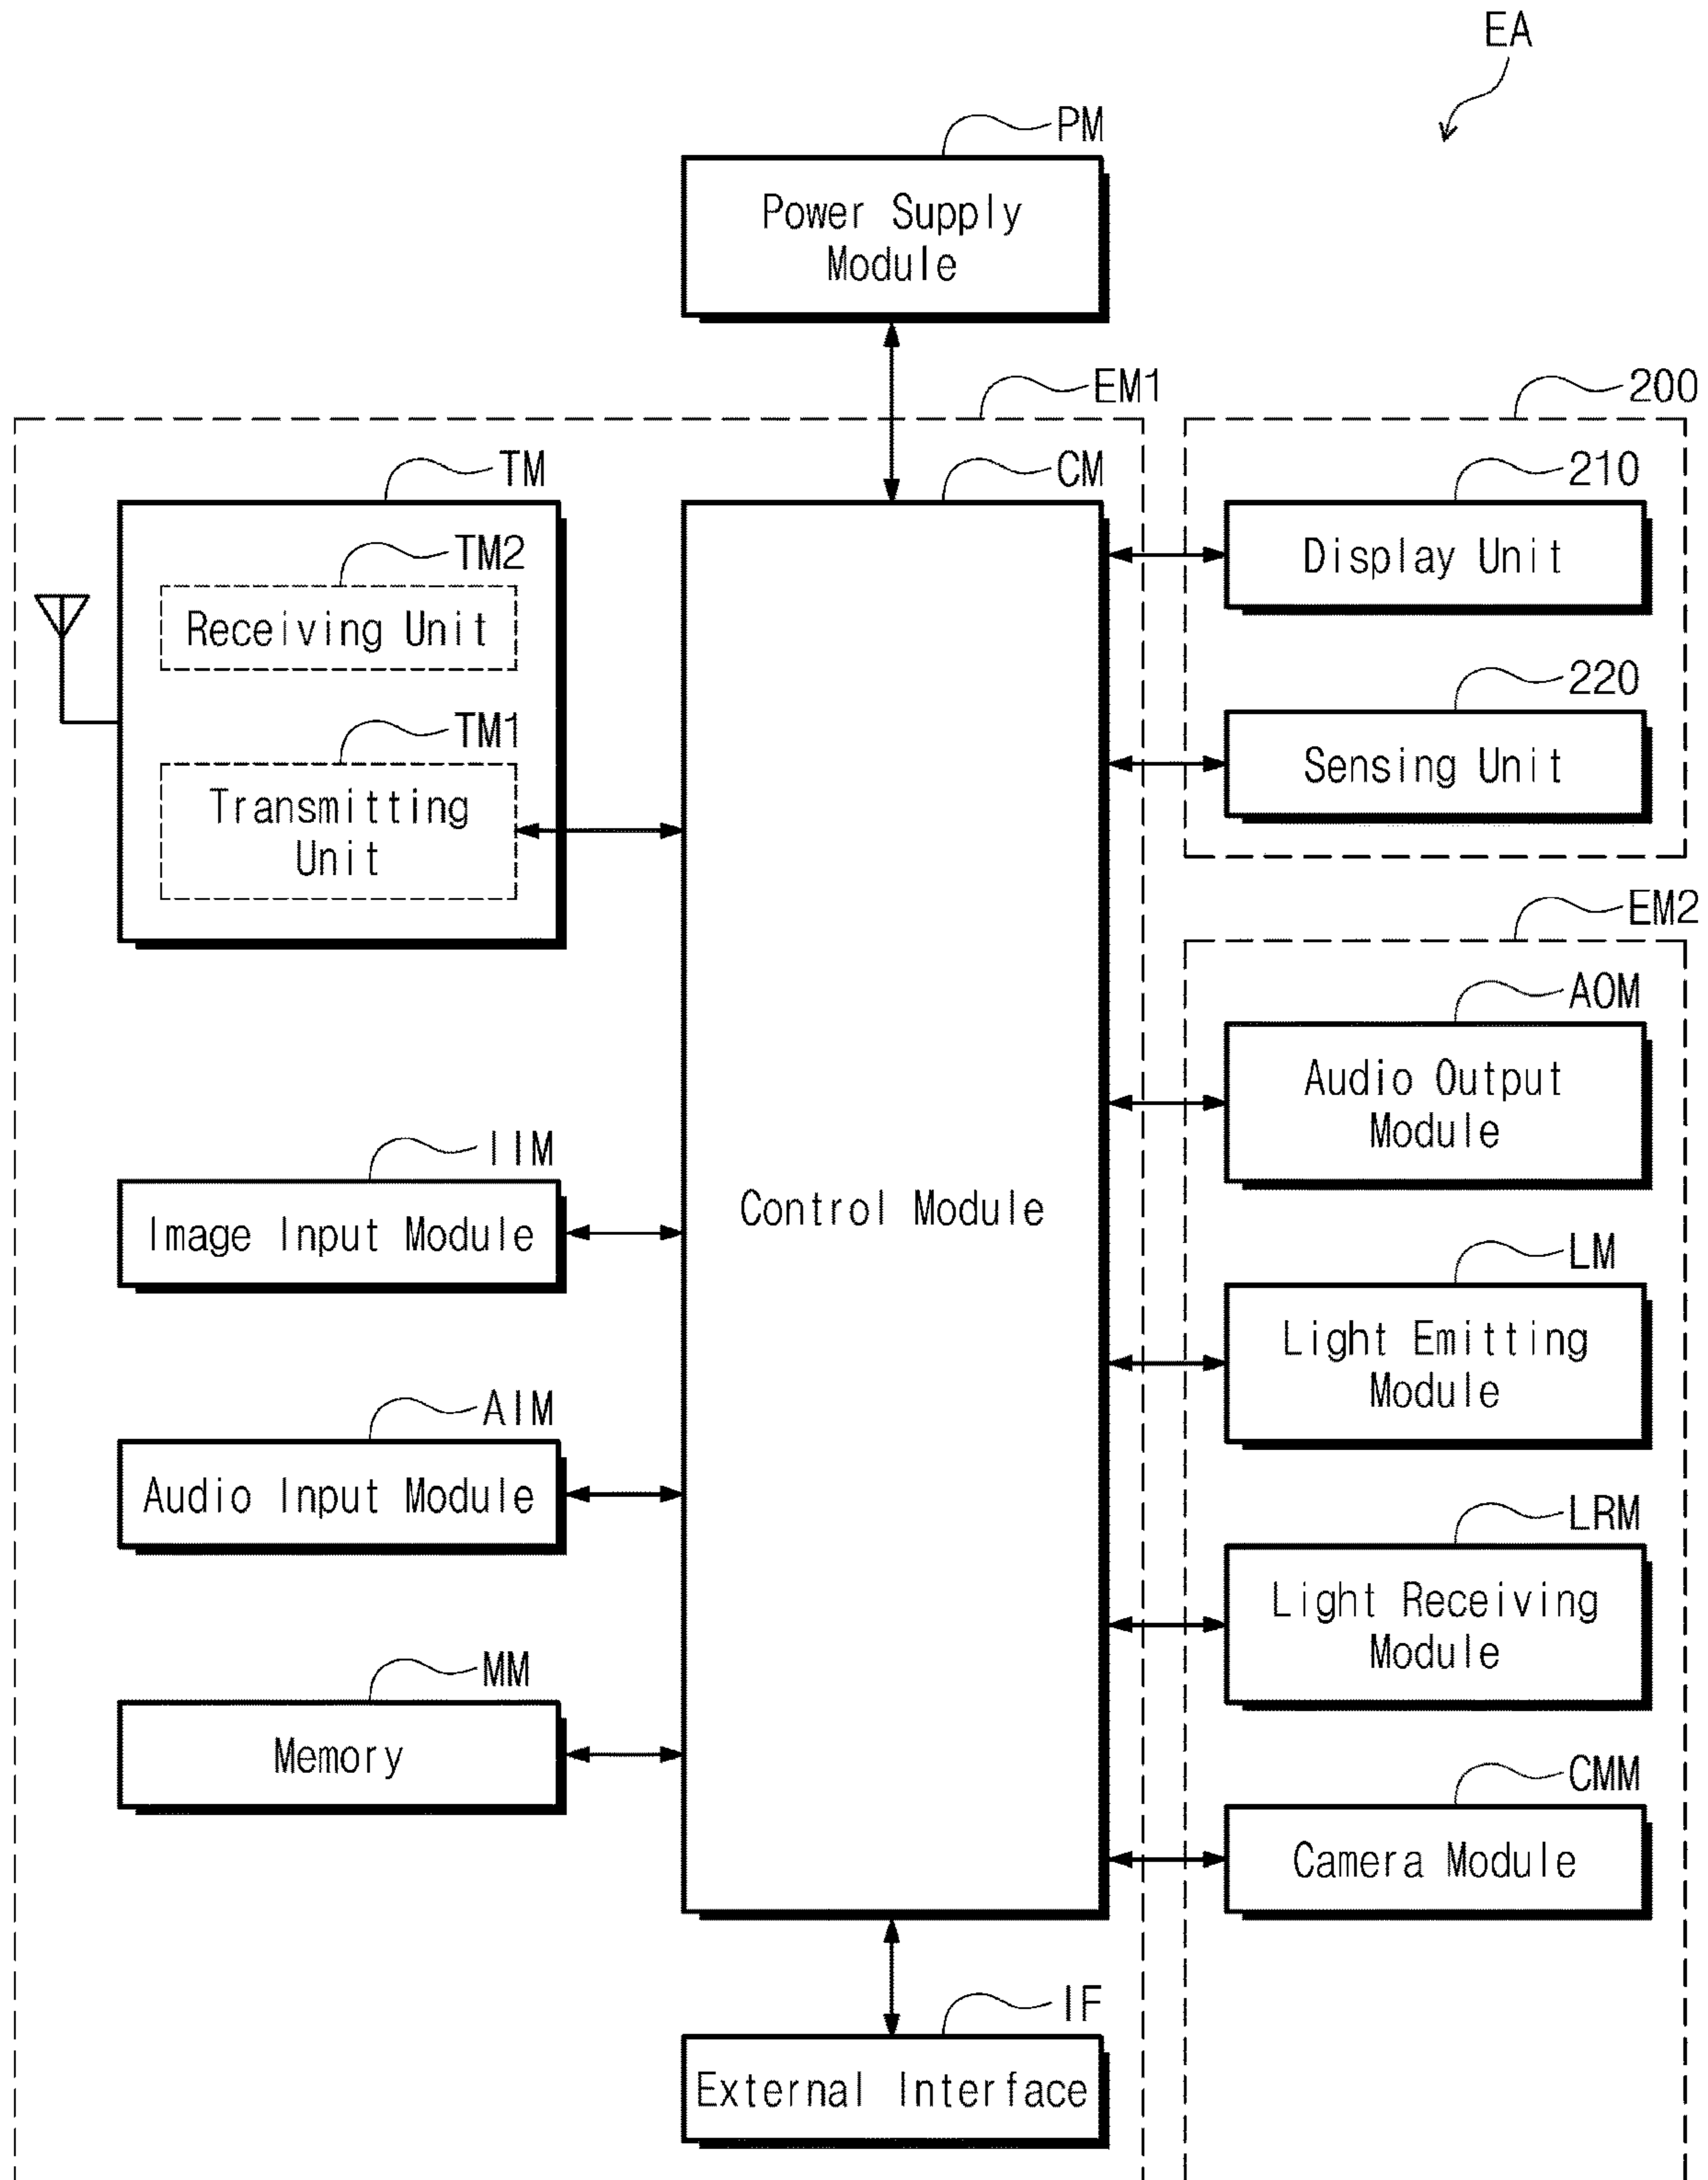 EA
PM
Power Supply
Module
EM1
200
TM
CM
210
TM2
Display Unit
Receiving Unit
220
TM1
Sensing Unit
Transmitting
Unit
EM2
AOM
Audio Output
Module
IIM
Control Module
Image Input Module
LM
Light Emitting
Module
AIM
Audio Input Module
LRM
Light Receiving
Module
MM
Memory
CMM
Camera Module
IF
External Interface